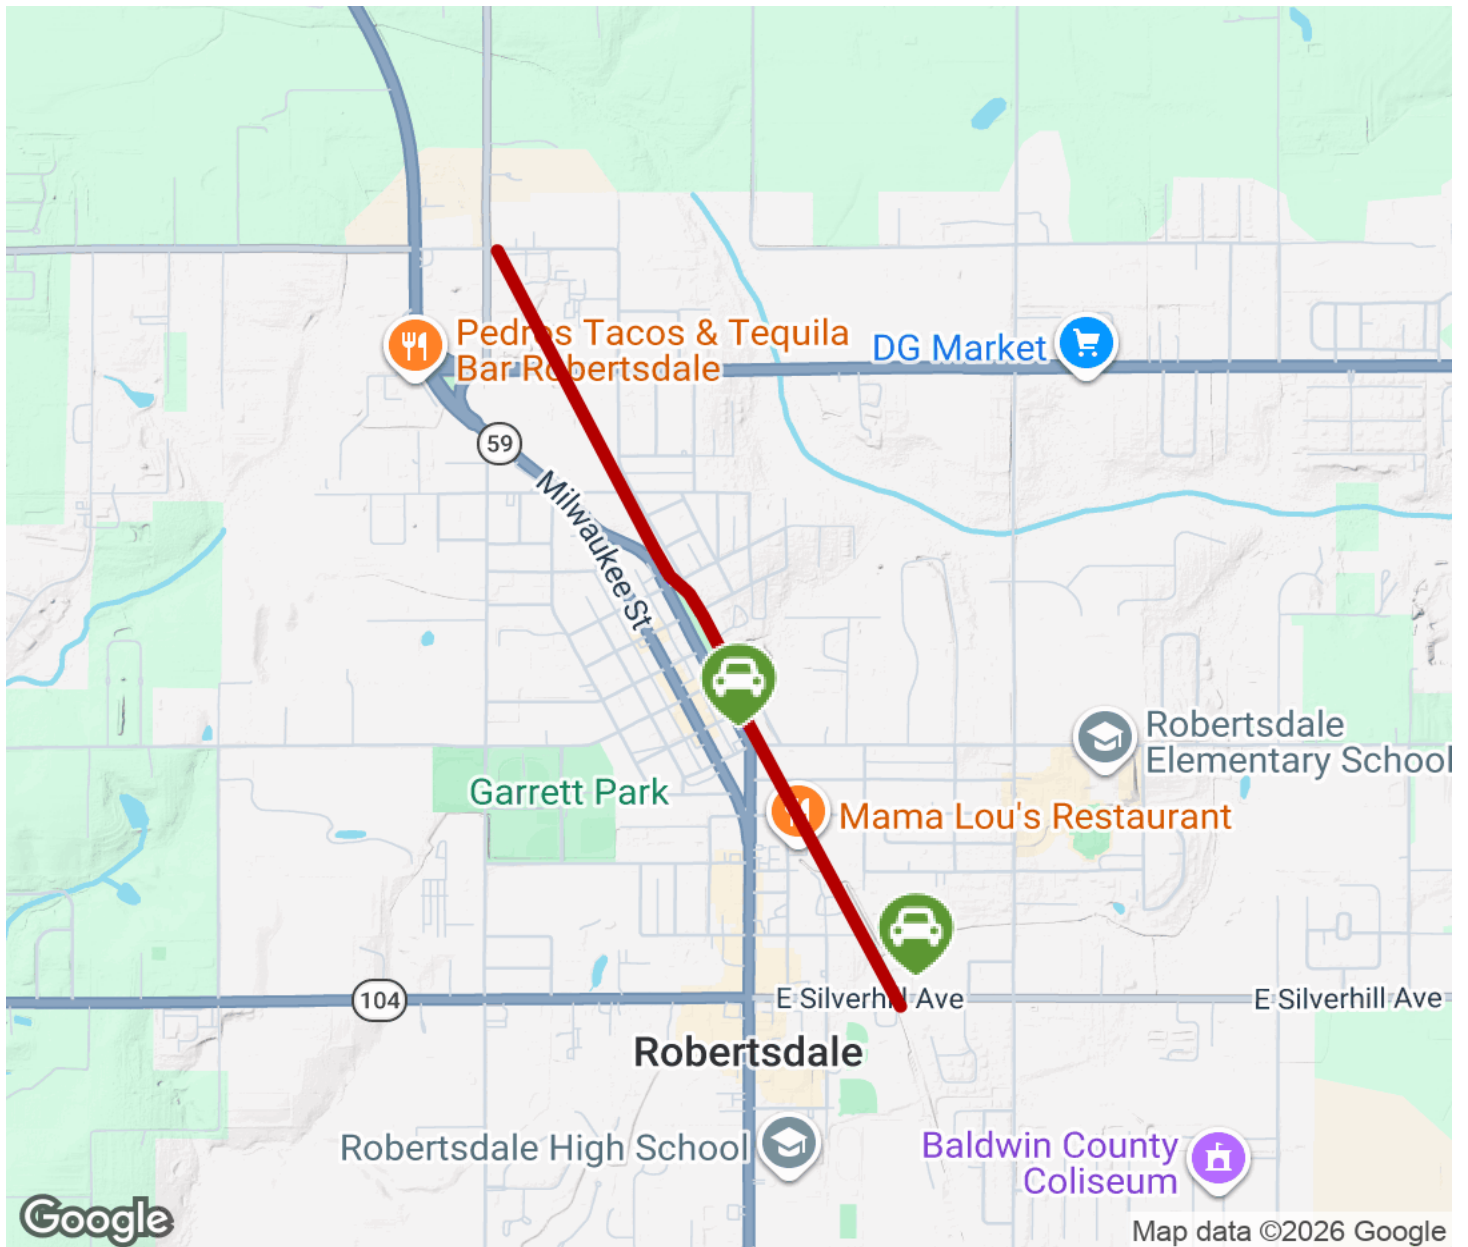 Pedros Tacos & Tequila
Bar Robertsdale
DG Market
59
Milwaukee St
Robertsdale
Elementary School
Garrett Park
Mama Lou's Restaurant
104
E Silverhill Ave
E Silverhill Ave
Robertsdale
Robertsdale High School
Baldwin County
Coliseum
Google
Map data ©2026 Google